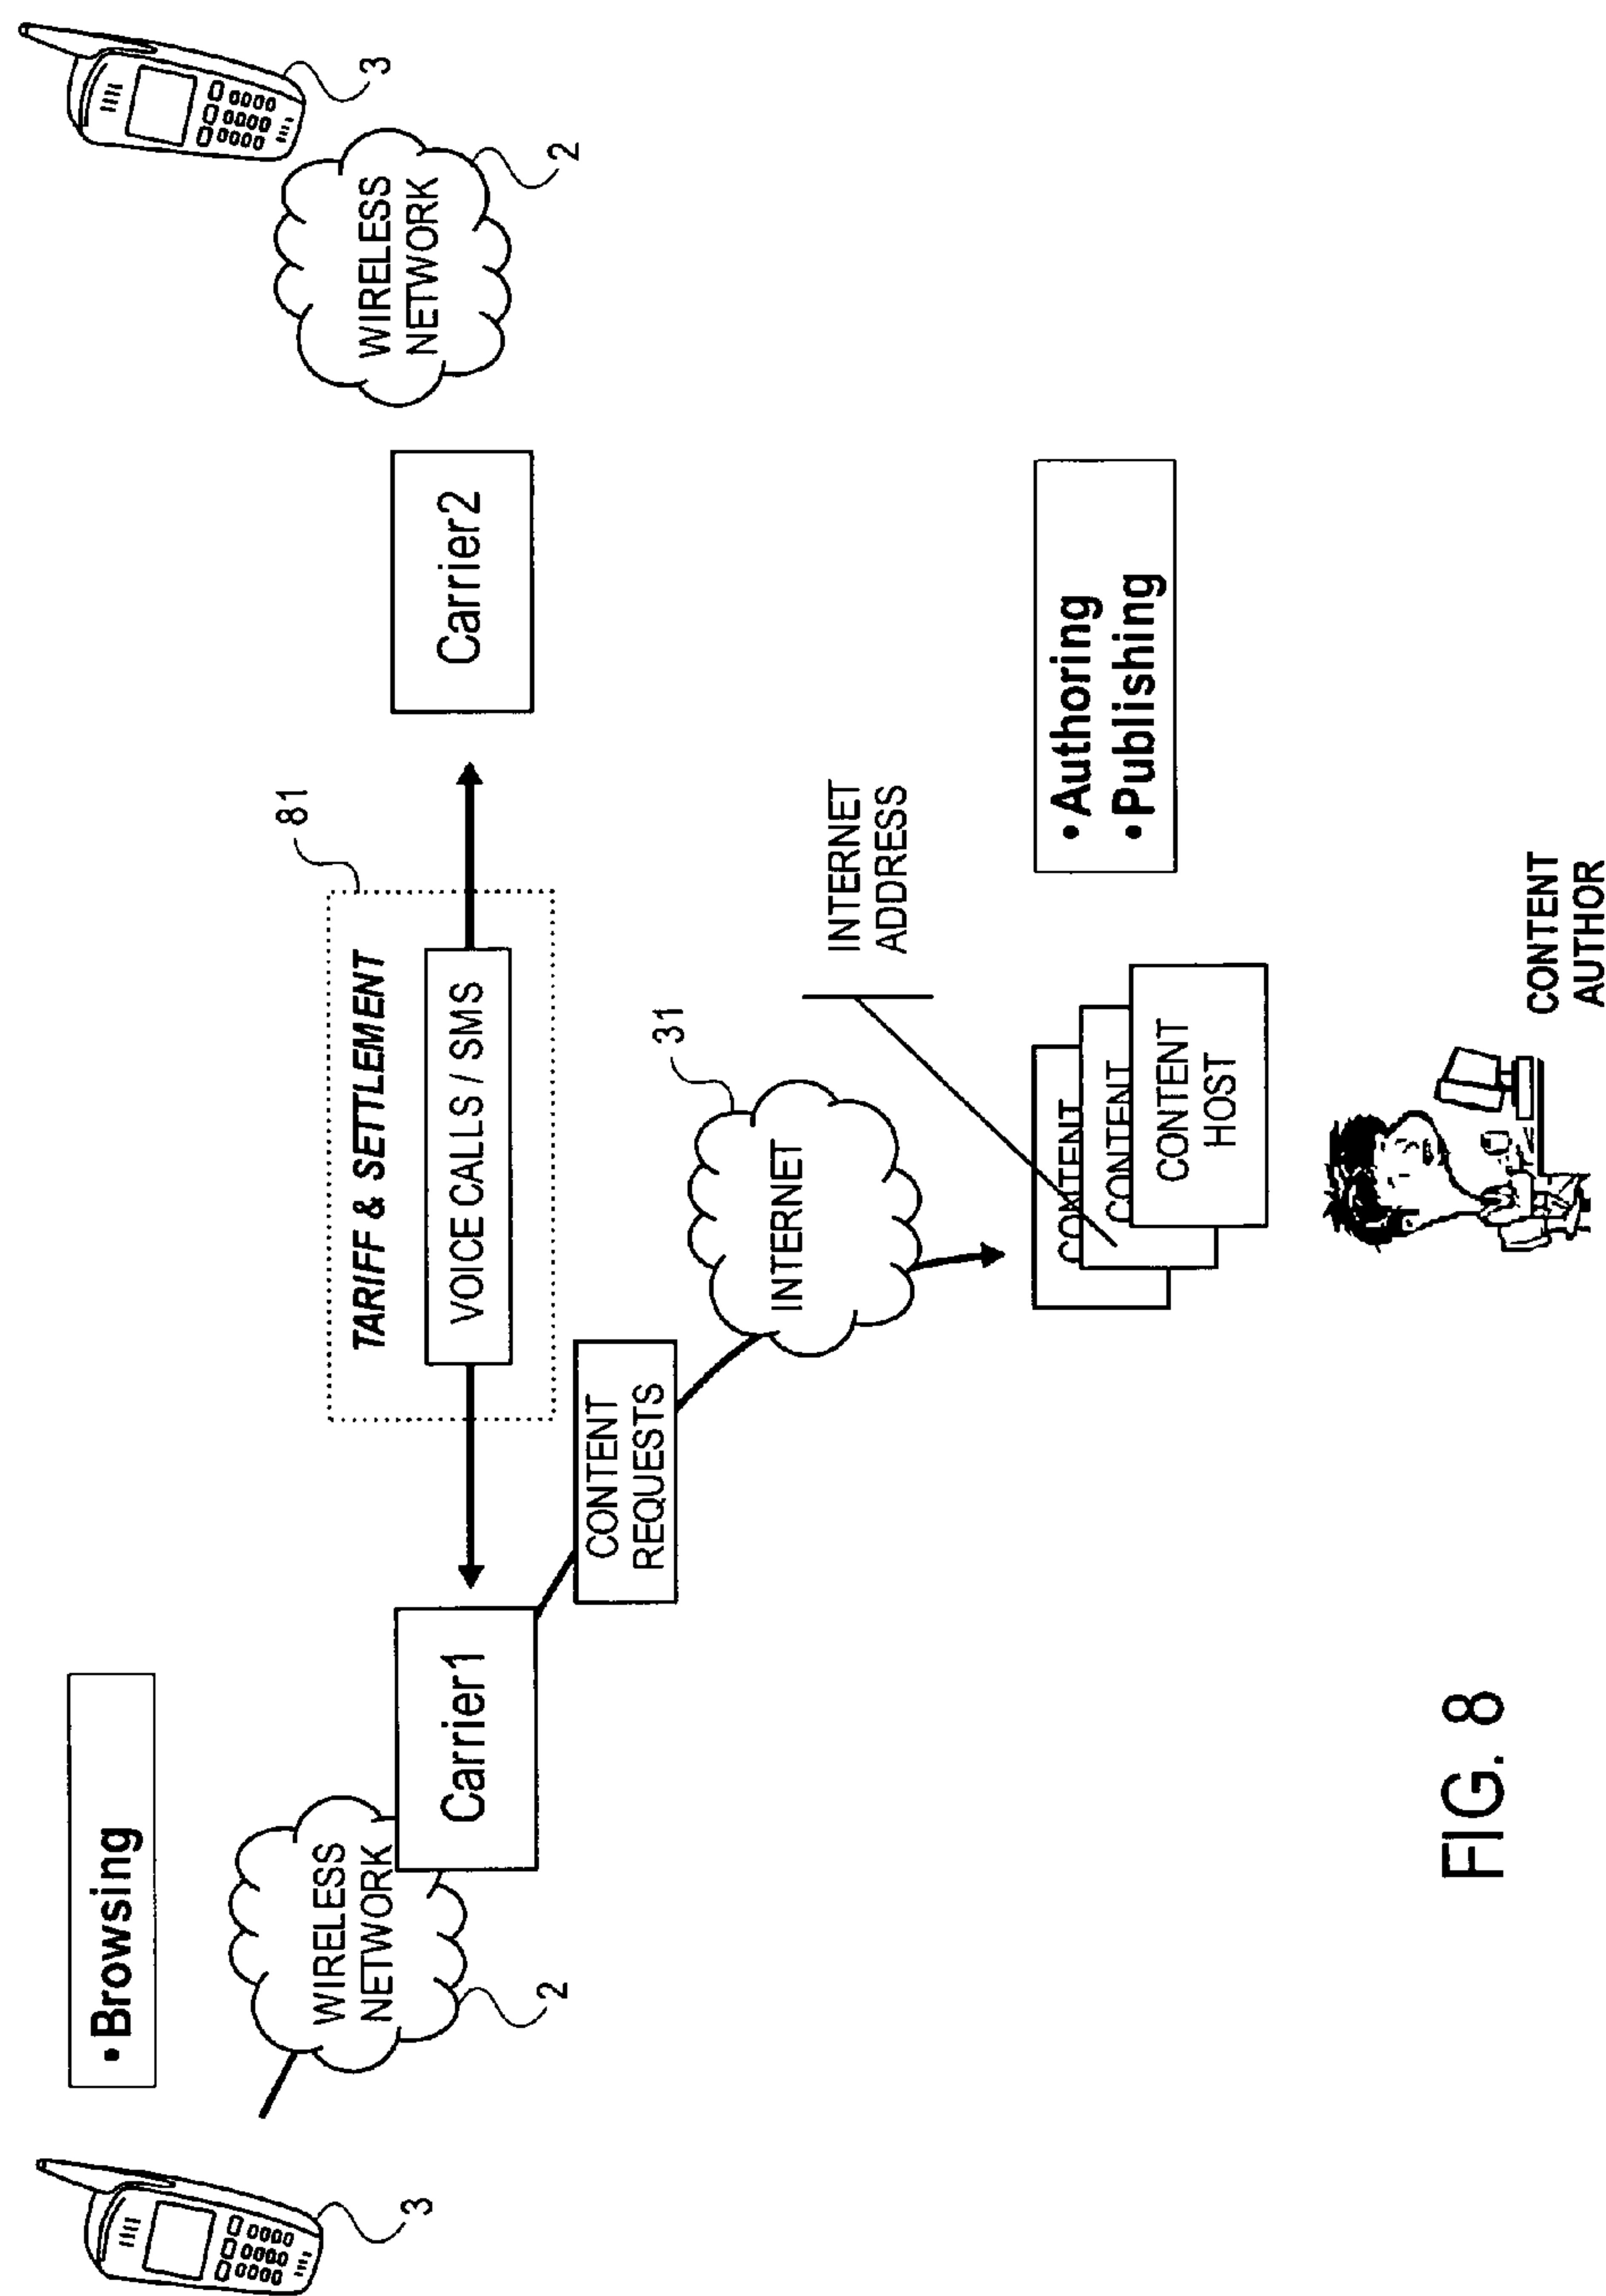 • Browsing
3
WIRELESS
NETWORK
2
Carrier1
TARIFF & SETTLEMENT
81
VOICE CALLS / SMS
Carrier2
WIRELESS
NETWORK
2
3
CONTENT
REQUESTS
INTERNET
31
INTERNET
ADDRESS
CONTENT
CONTENT
CONTENT
HOST
• Authoring
• Publishing
CONTENT
AUTHOR
FIG. 8